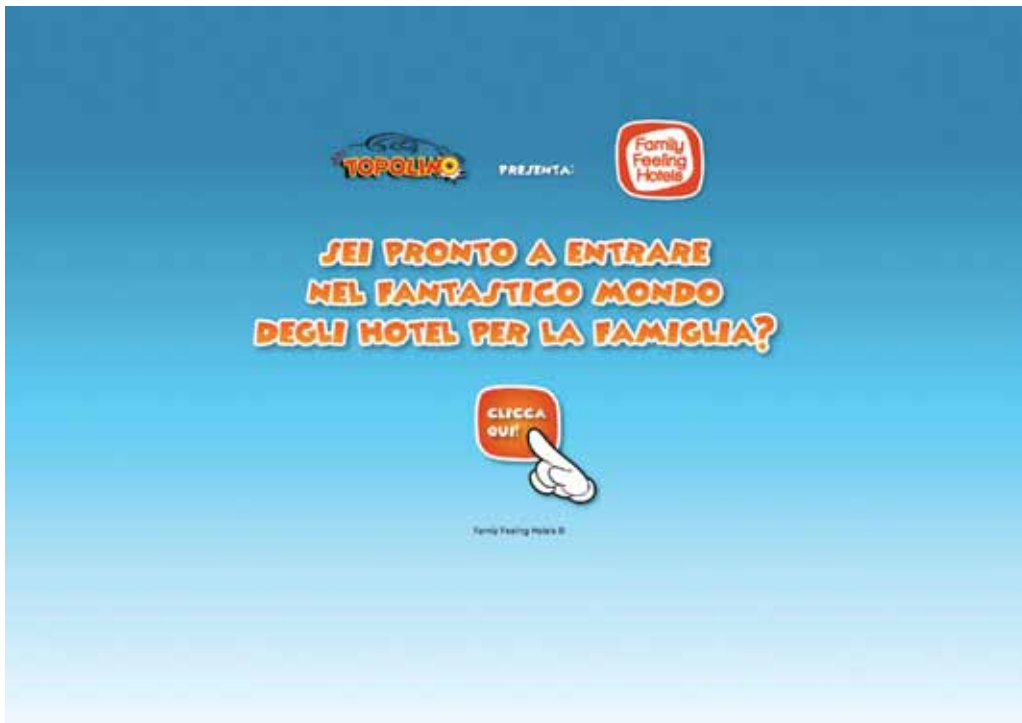 TOPOLINO
PRESENTA:
Family
Feeling
Hotels
SEI PRONTO A ENTRARE
NEL FANTASTICO MONDO
DEGLI HOTEL PER LA FAMIGLIA?
CLICCA
QUI!
Family Feeling Hotels ©